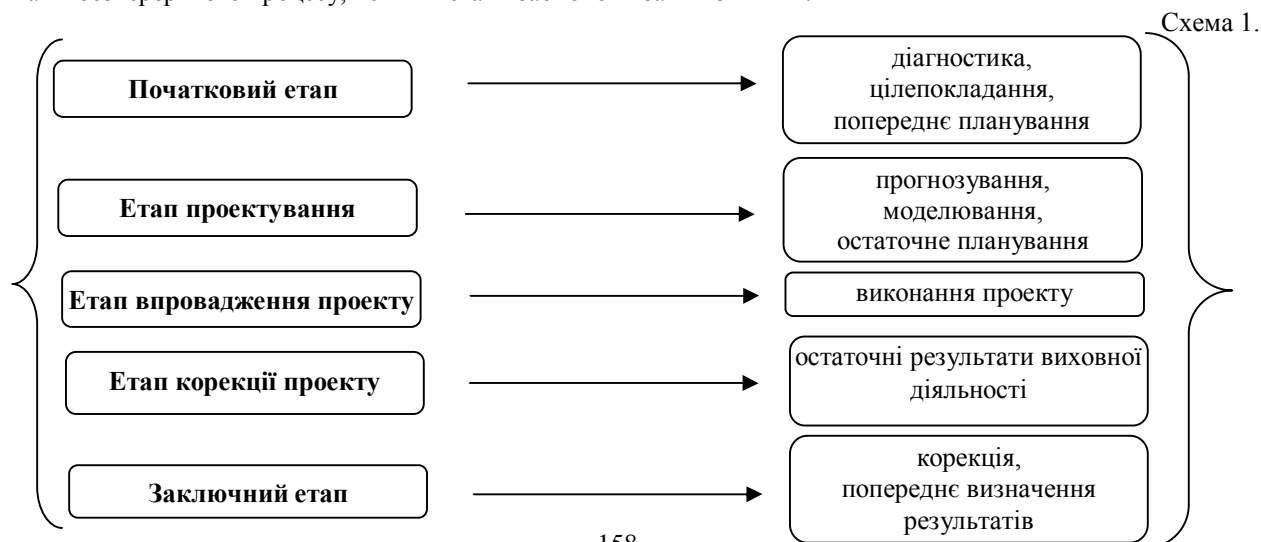 Схема 1.
Початковий етап
діагностика,
цілепокладання,
попереднє планування
Етап проектування
прогнозування,
моделювання,
остаточне планування
Етап впровадження проекту
виконання проекту
Етап корекції проекту
остаточні результати виховної
діяльності
Заключний етап
корекція,
попереднє визначення
результатів